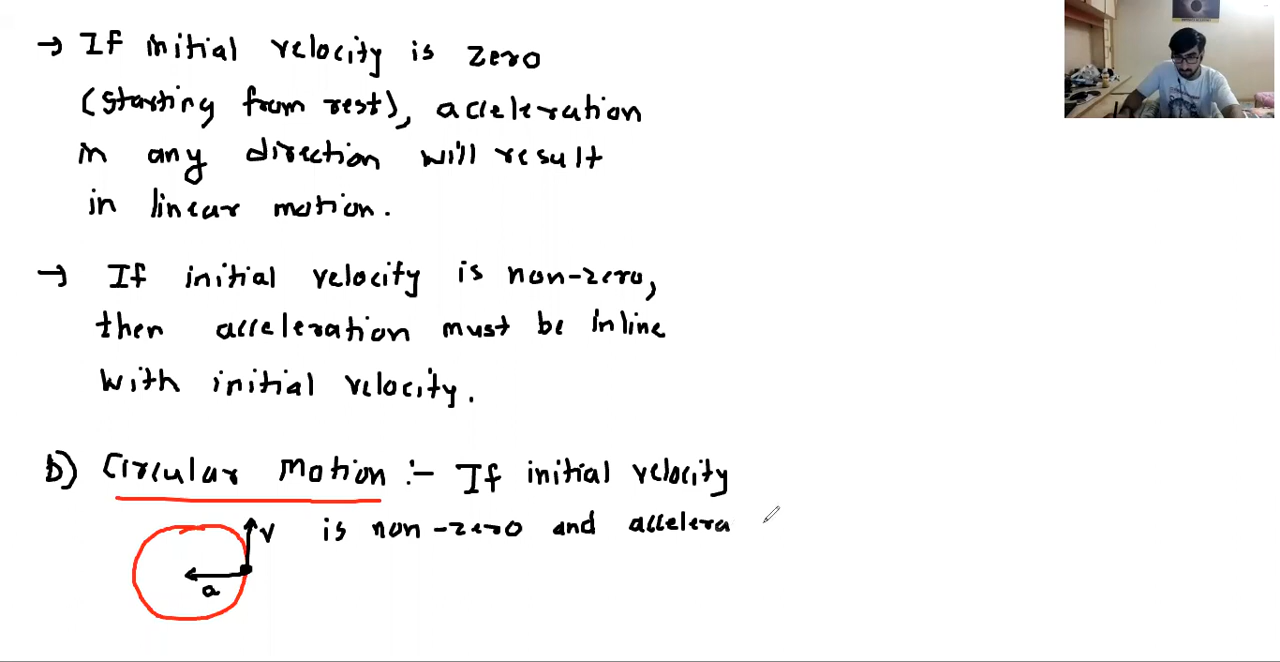 → If initial velocity is zero
(starting from rest), acceleration
in any direction will result
in linear motion.
→ If initial velocity is non-zero,
then acceleration must be inline
with initial velocity.
b) Circular Motion :- If initial velocity
is non-zero and accelera
v
a